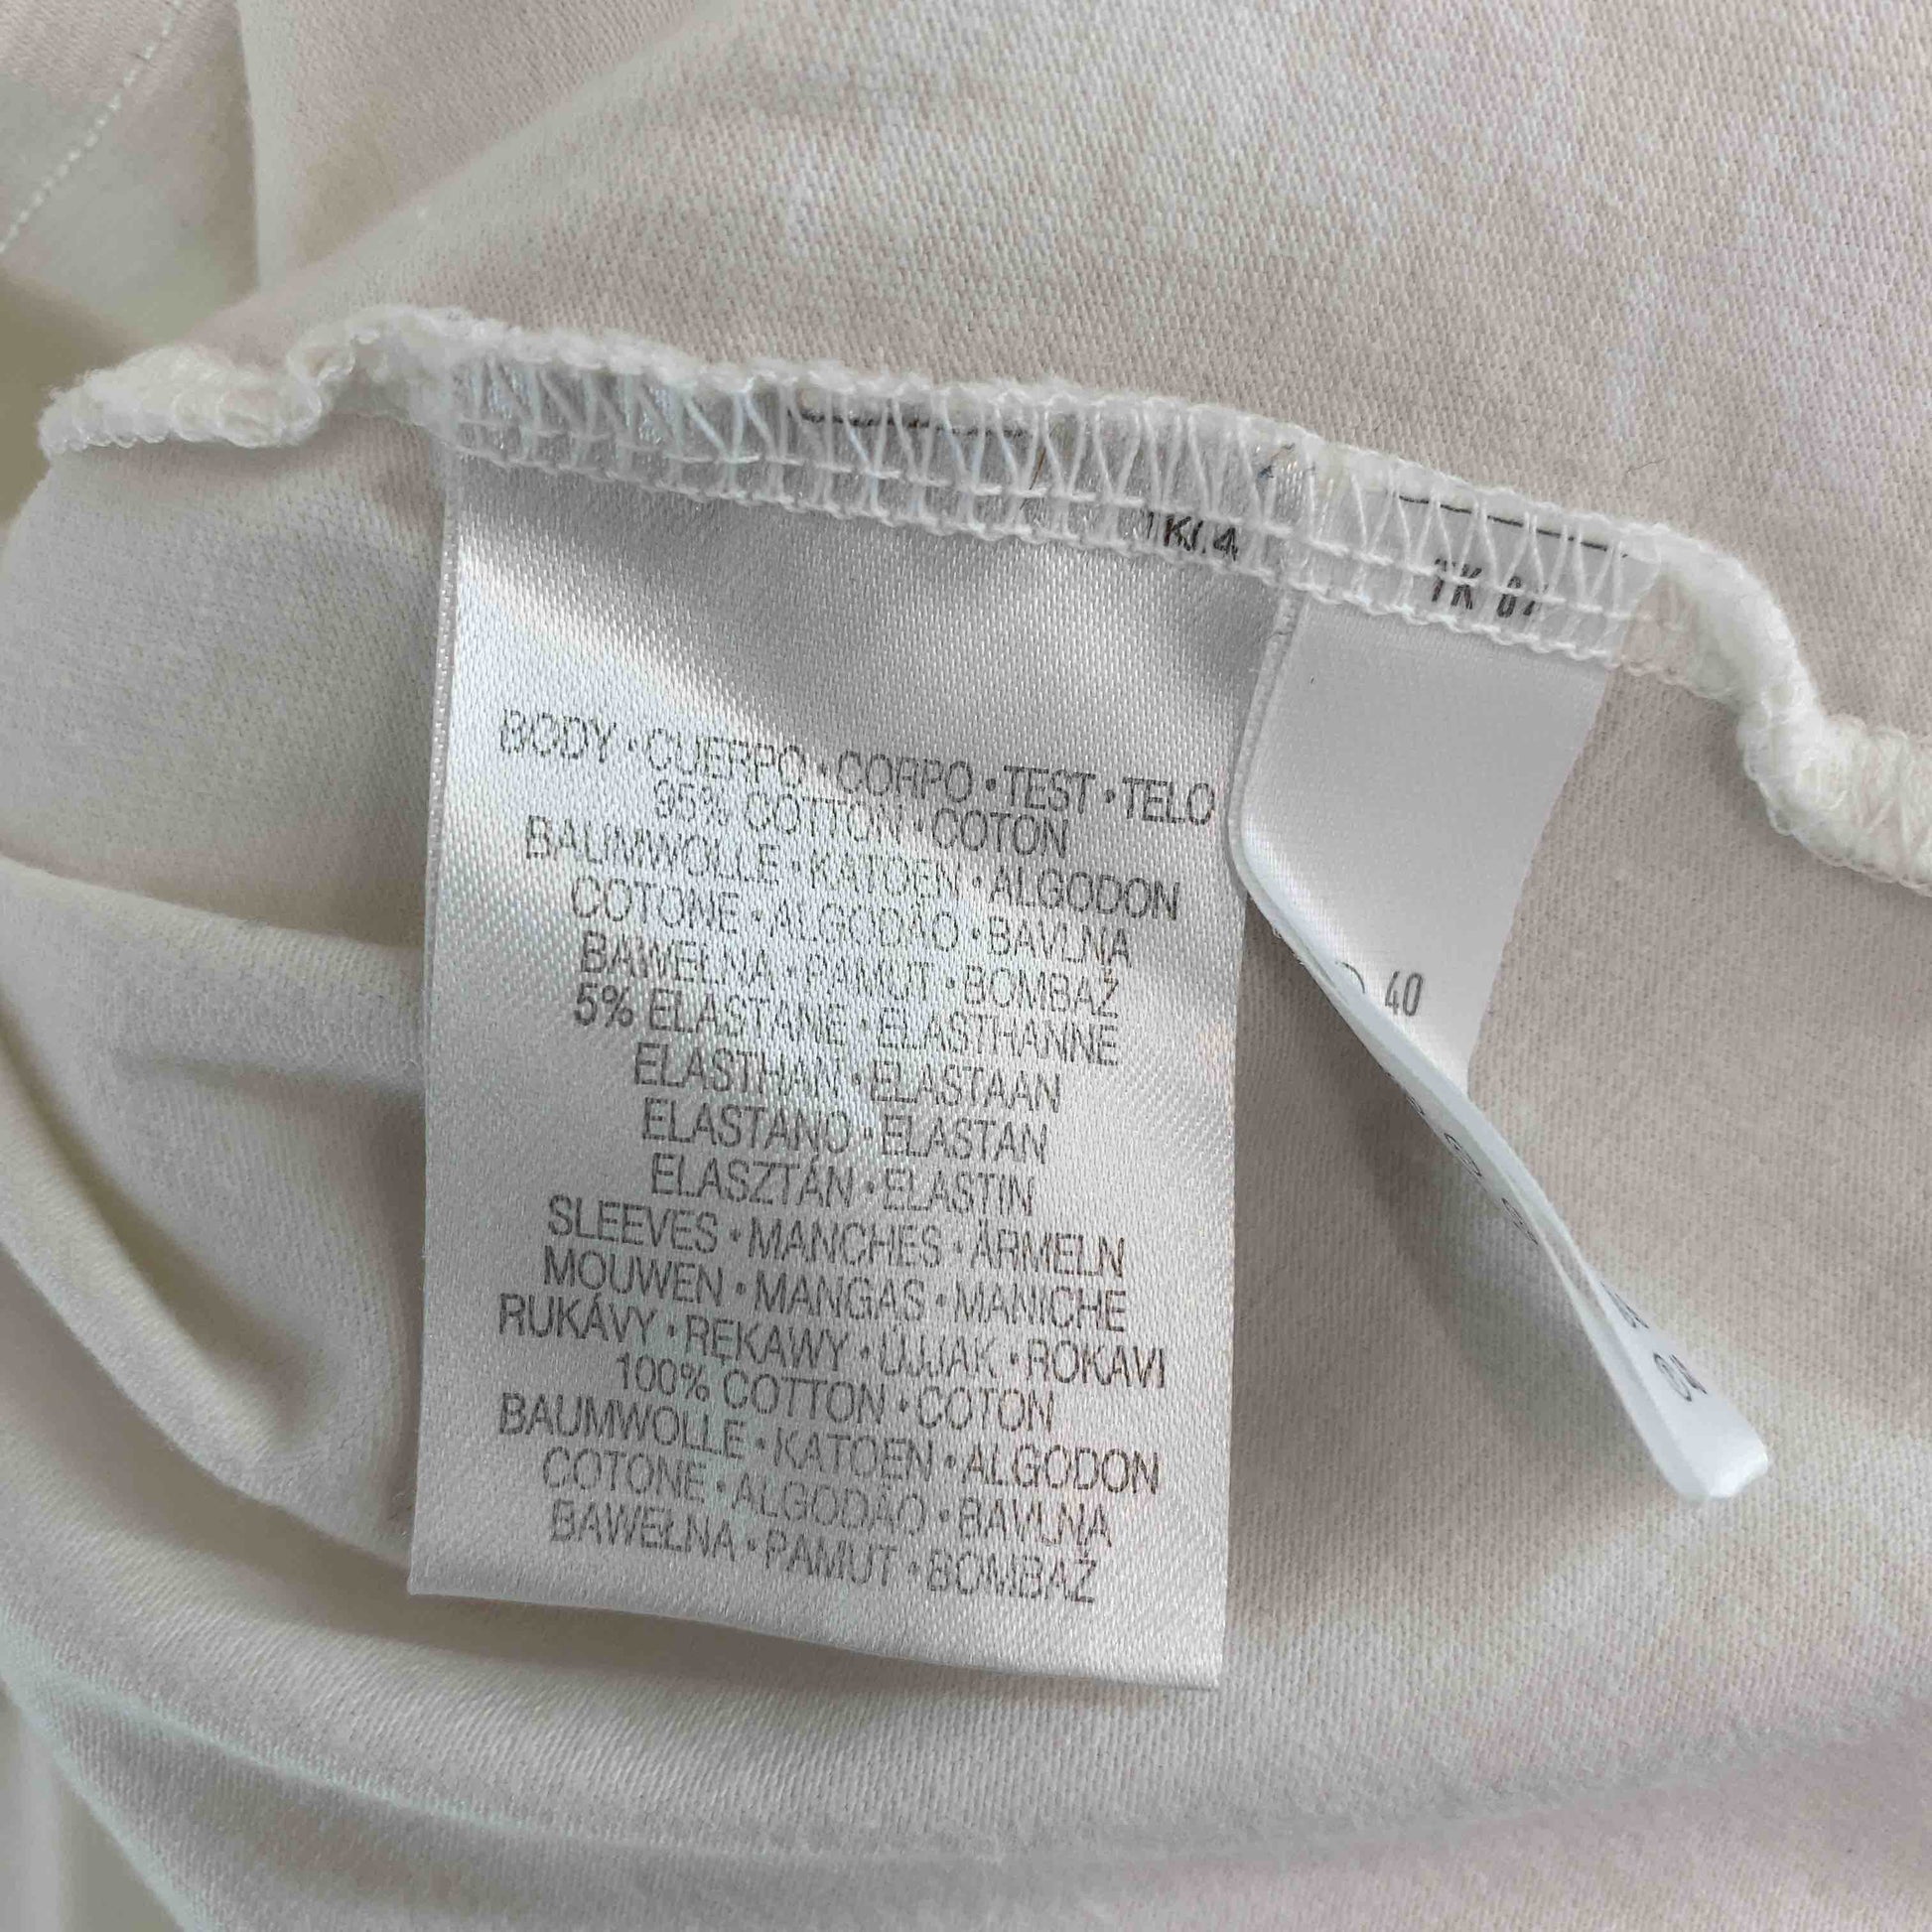 BODY • CUERPO • CORPO • TEST • TELO
95% COTTON • COTON
BAUMWOLLE • KATOEN • ALGODON
COTONE • ALGODÃO • BAVLNA
BAWEŁNA • PAMUT • BOMBAŽ
5% ELASTANE • ELASTHANNE
ELASTHAN • ELASTAAN
ELASTANO • ELASTAN
ELASZTÁN • ELASTIN
SLEEVES • MANCHES • ÄRMELN
MOUWEN • MANGAS • MANICHE
RUKÁVY • RĘKAWY • ÚJJAK • ROKAVI
100% COTTON • COTON
BAUMWOLLE • KATOEN • ALGODON
COTONE • ALGODÃO • BAVLNA
BAWEŁNA • PAMUT • BOMBAŽ
40